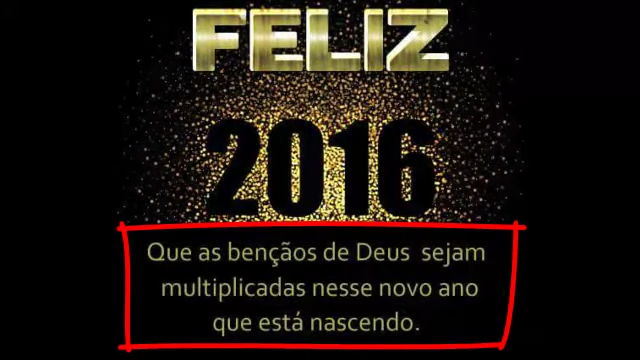 FELIZ
2016
Que as bençãos de Deus sejam
multiplicadas nesse novo ano
que está nascendo.